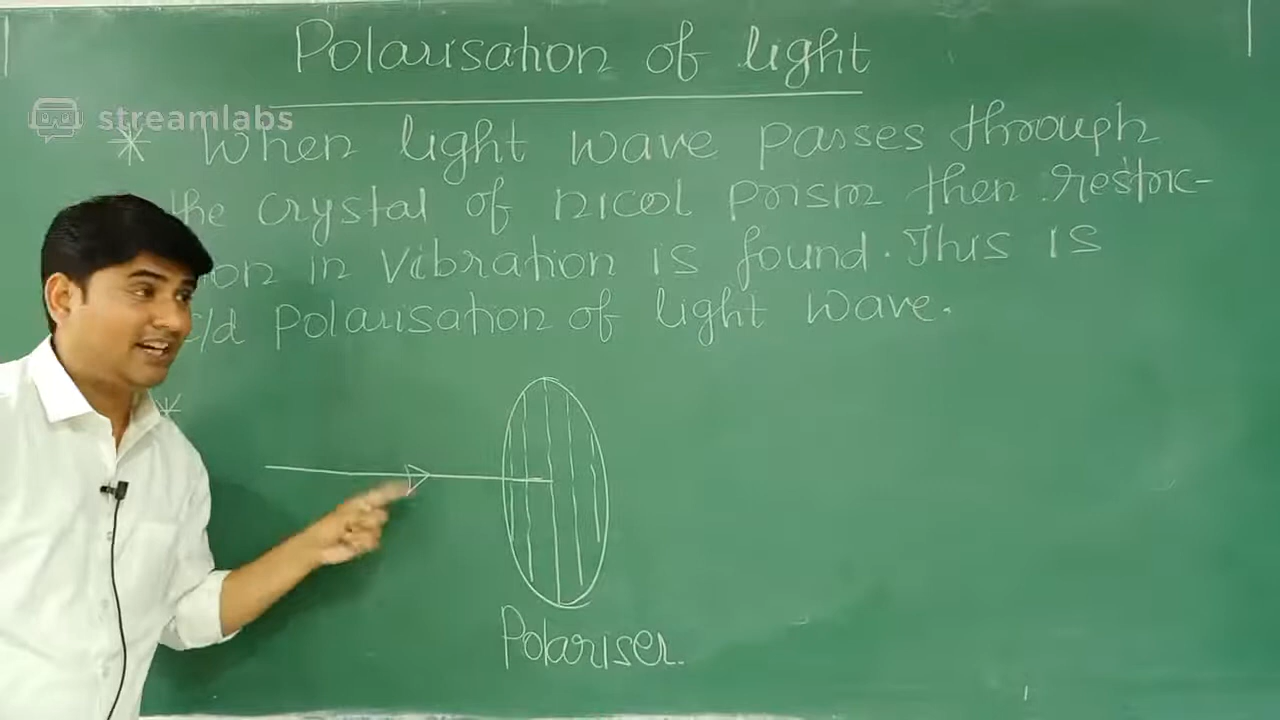 Polarisation of light
streamlabs
* When light wave passes through
the crystal of nicol prism then restric-
ion in vibration is found. This is
c/d polarisation of light wave.
*
Polariser.